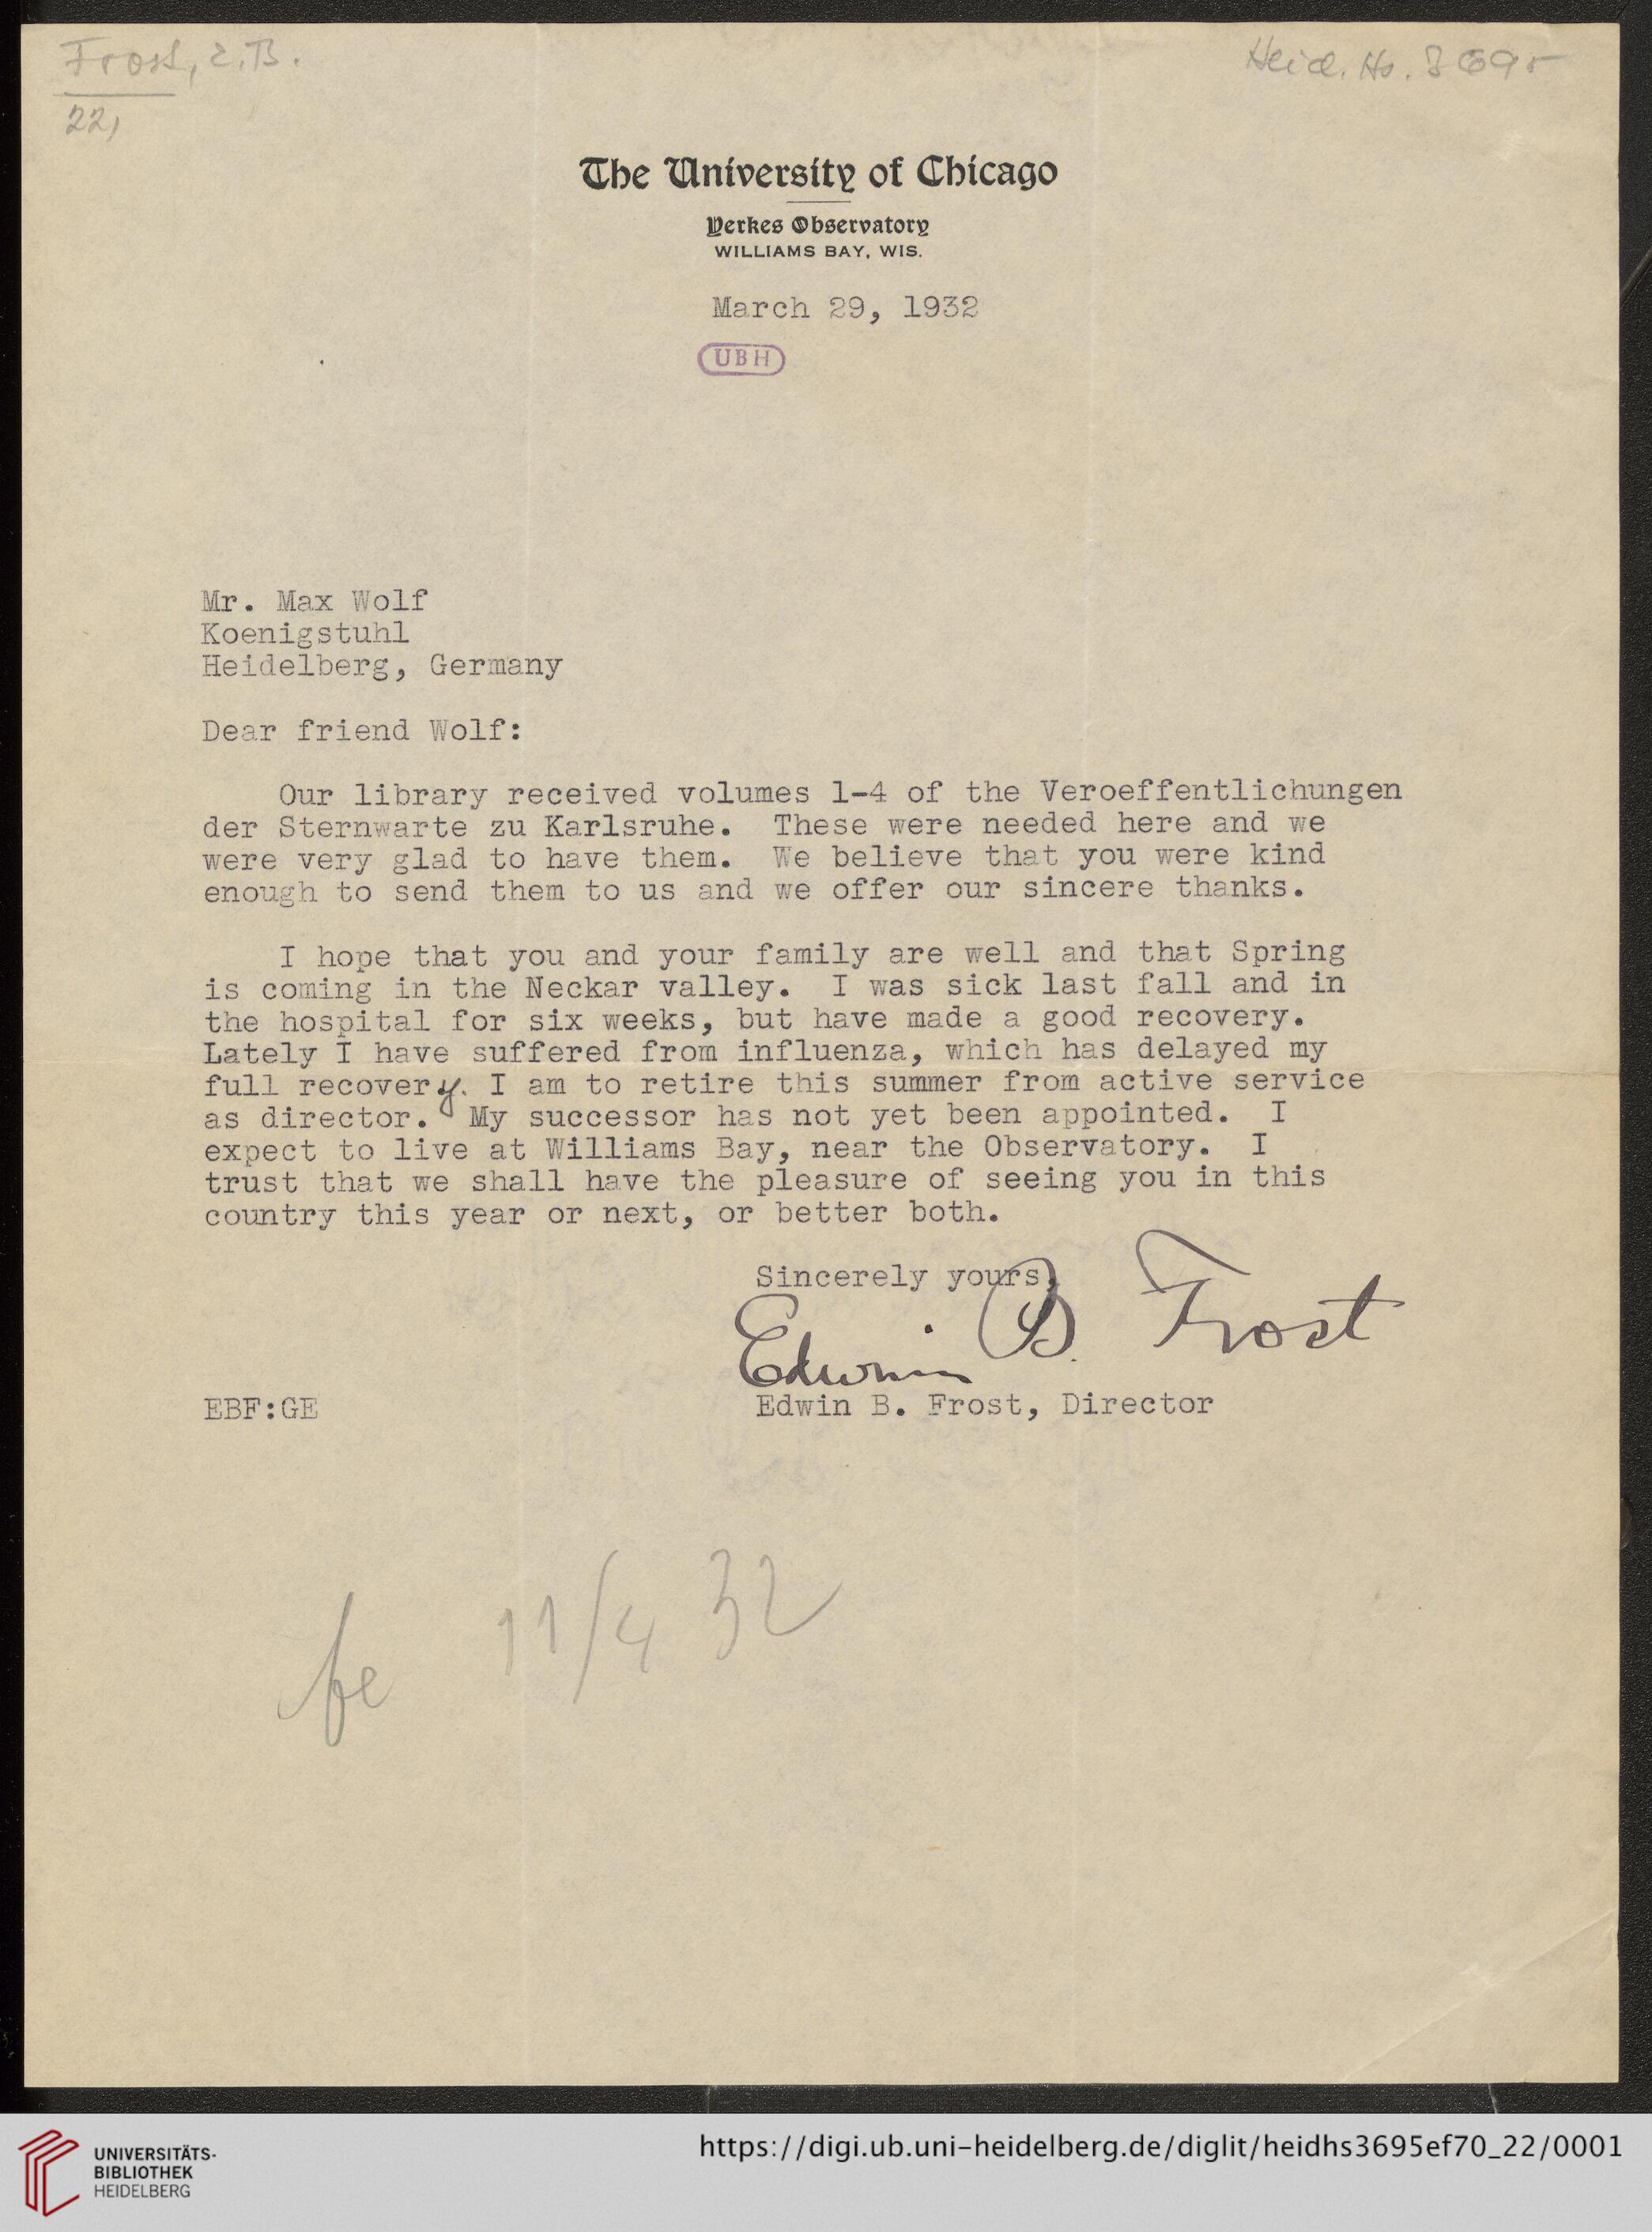 Frost, E.B.
Heid. Hs. 3695
22,
The University of Chicago
Yerkes Observatory
WILLIAMS BAY, WIS.
March 29, 1932
UBH
Mr. Max Wolf
Koenigstuhl
Heidelberg, Germany
Dear friend Wolf:
Our library received volumes 1-4 of the Veroeffentlichungen
der Sternwarte zu Karlsruhe. These were needed here and we
were very glad to have them. We believe that you were kind
enough to send them to us and we offer our sincere thanks.
I hope that you and your family are well and that Spring
is coming in the Neckar valley. I was sick last fall and in
the hospital for six weeks, but have made a good recovery.
Lately I have suffered from influenza, which has delayed my
full recovery. I am to retire this summer from active service
as director. My successor has not yet been appointed. I
expect to live at Williams Bay, near the Observatory. I
trust that we shall have the pleasure of seeing you in this
country this year or next, or better both.
Sincerely yours,
Edwin B. Frost
EBF:GE
Edwin B. Frost, Director
11/4 32
UNIVERSITÄTS-
BIBLIOTHEK
HEIDELBERG
https://digi.ub.uni-heidelberg.de/diglit/heidhs3695ef70_22/0001